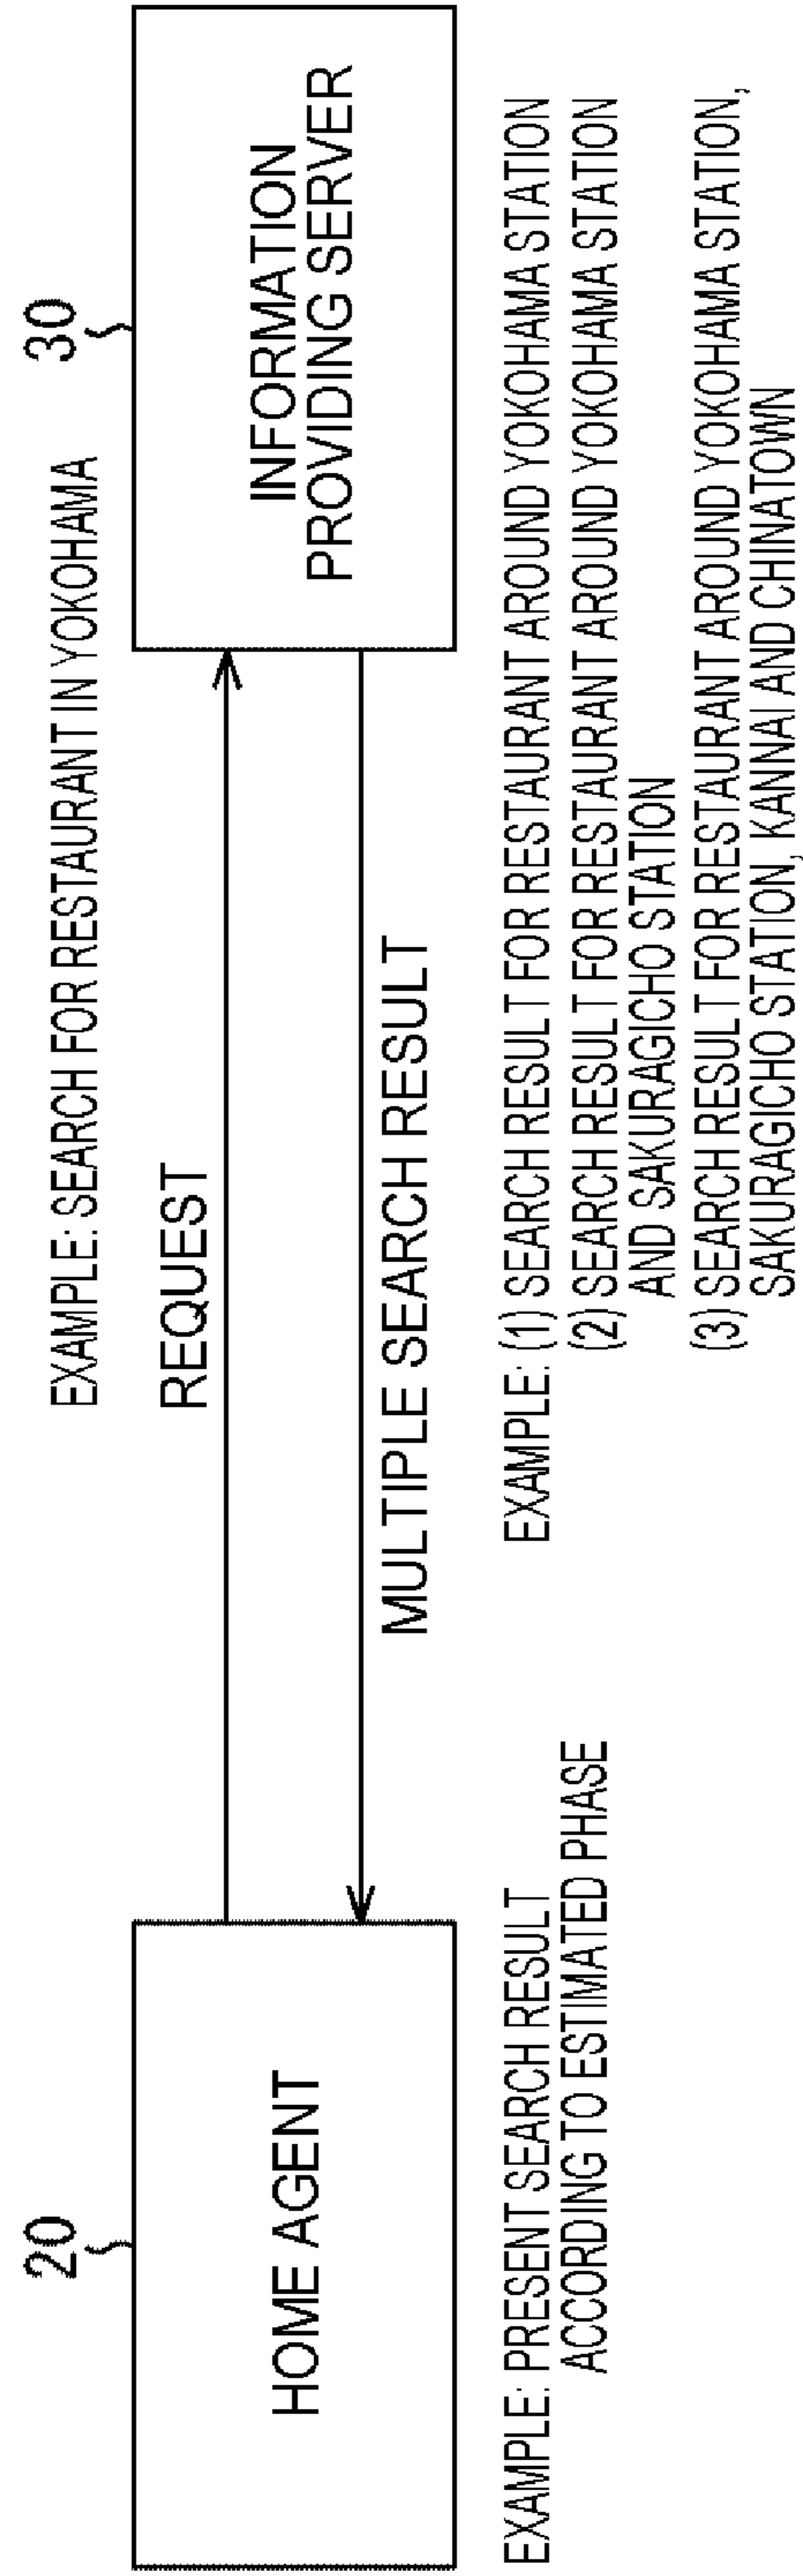 EXAMPLE: SEARCH FOR RESTAURANT IN YOKOHAMA
20
30
REQUEST
HOME AGENT
INFORMATION
PROVIDING SERVER
MULTIPLE SEARCH RESULT
EXAMPLE: PRESENT SEARCH RESULT
ACCORDING TO ESTIMATED PHASE
EXAMPLE: (1) SEARCH RESULT FOR RESTAURANT AROUND YOKOHAMA STATION
(2) SEARCH RESULT FOR RESTAURANT AROUND YOKOHAMA STATION
AND SAKURAGICHO STATION
(3) SEARCH RESULT FOR RESTAURANT AROUND YOKOHAMA STATION,
SAKURAGICHO STATION, KANNAI AND CHINATOWN